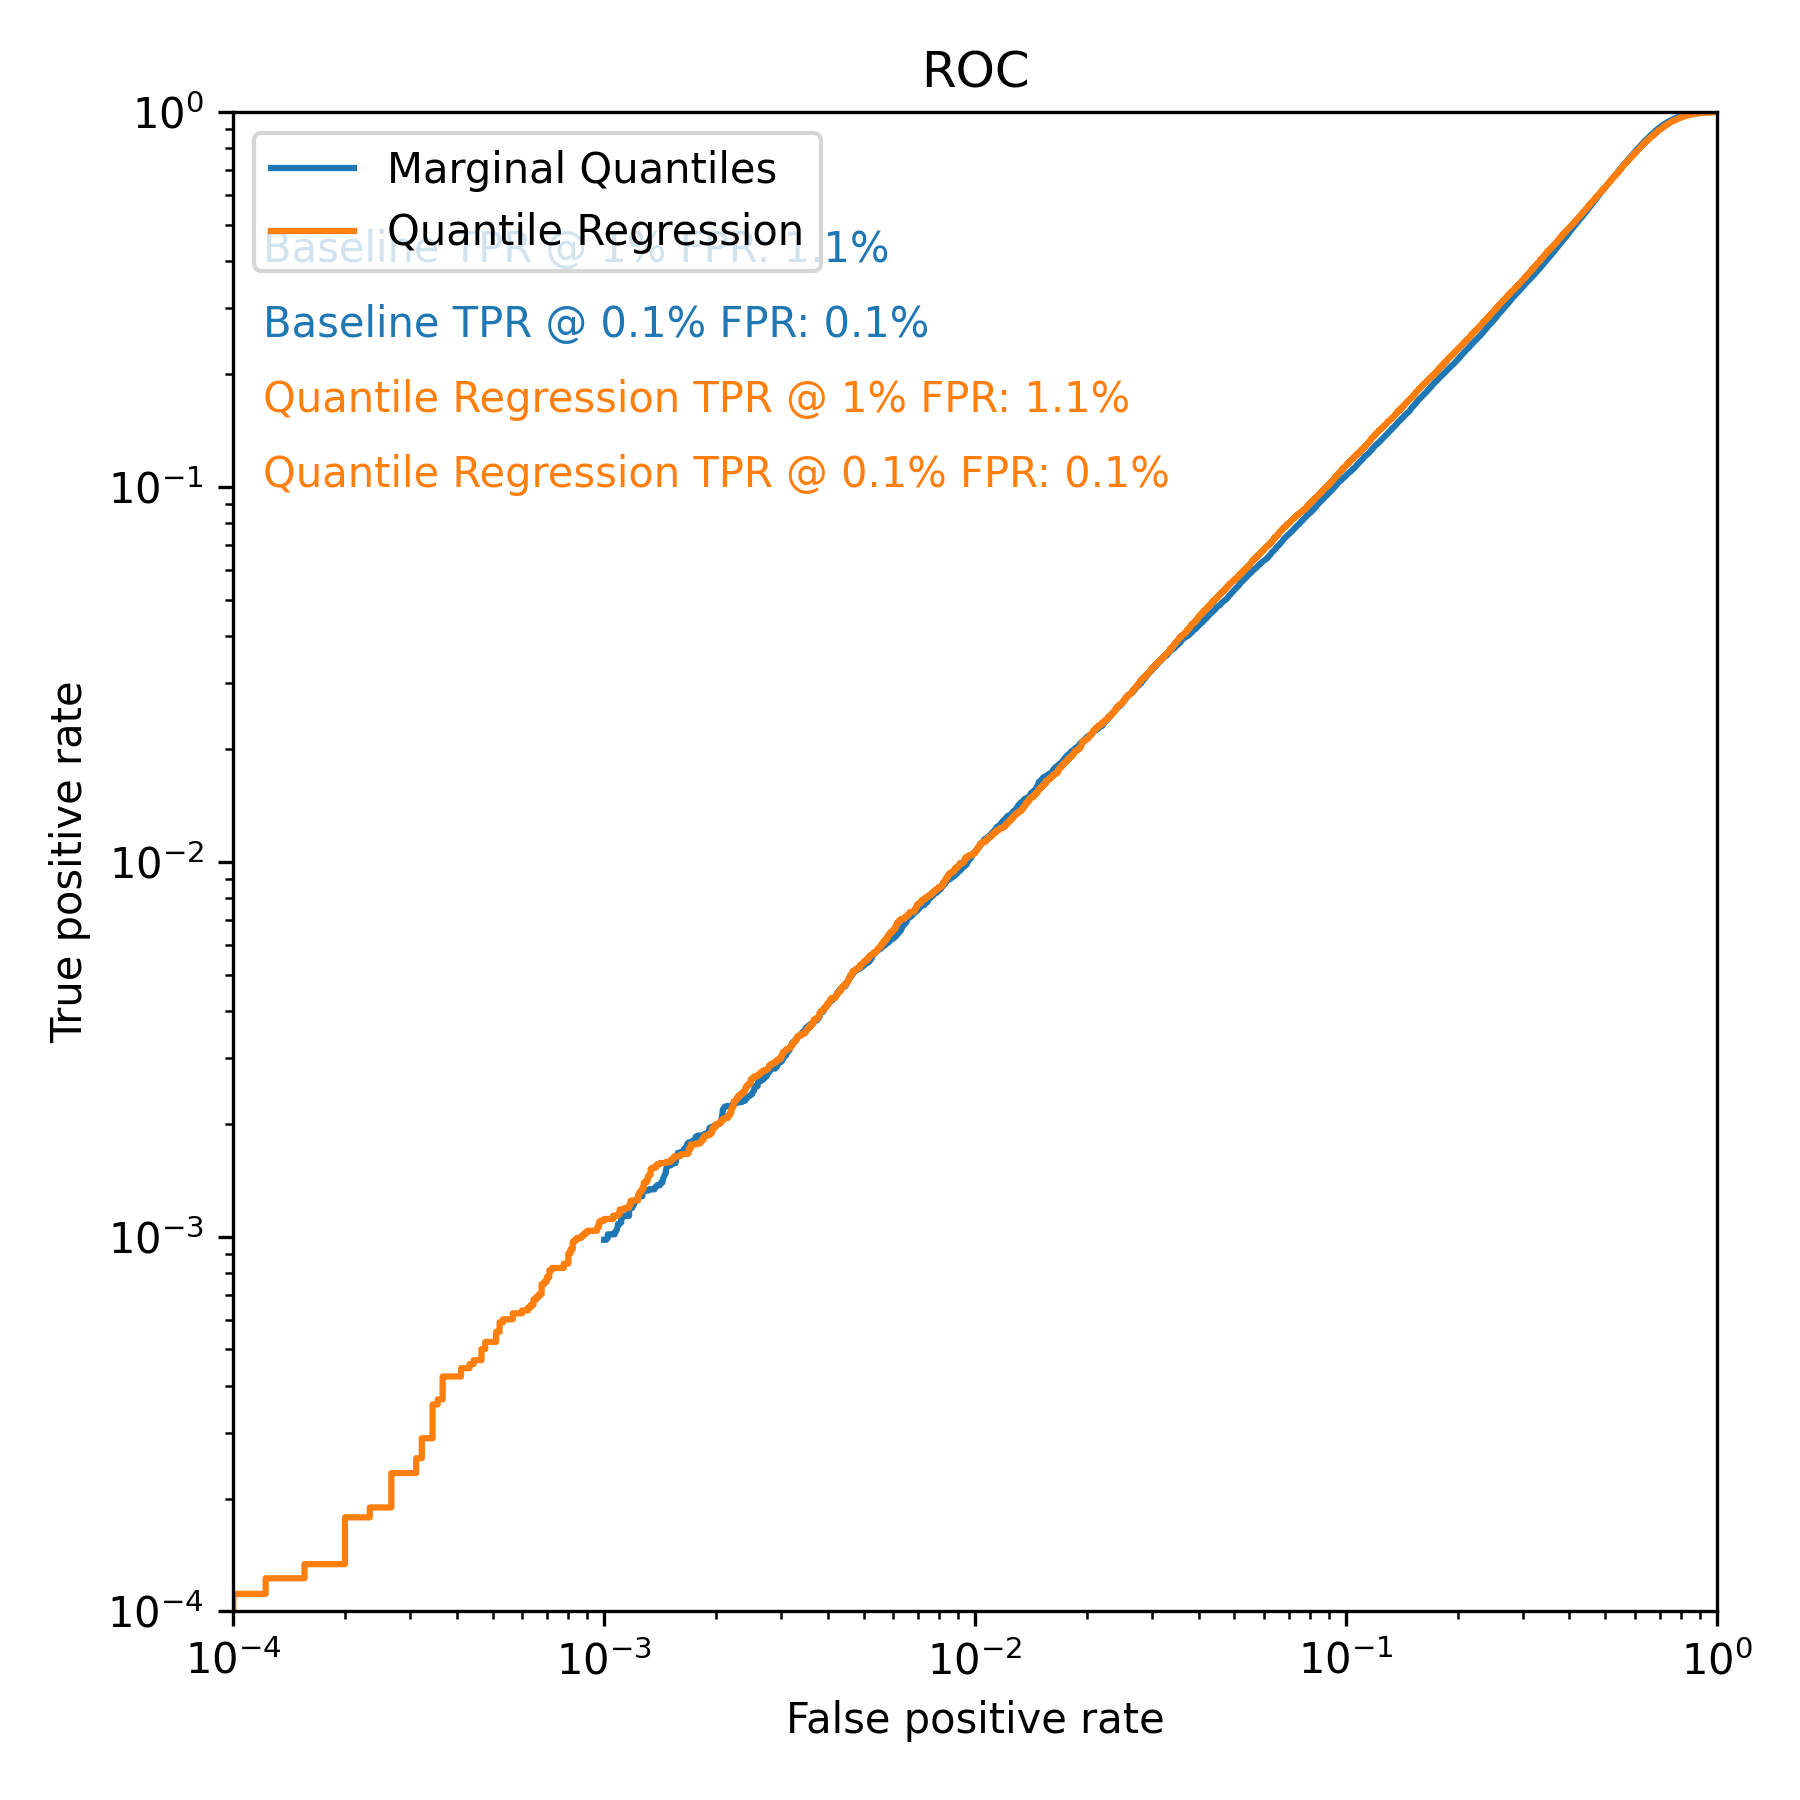 ROC
Marginal Quantiles
Quantile Regression
Baseline TPR @ 1% FPR: 1.1%
Baseline TPR @ 0.1% FPR: 0.1%
Quantile Regression TPR @ 1% FPR: 1.1%
Quantile Regression TPR @ 0.1% FPR: 0.1%
10⁰
10⁻¹
10⁻²
10⁻³
10⁻⁴
True positive rate
10⁻⁴ 10⁻³ 10⁻² 10⁻¹ 10⁰
False positive rate